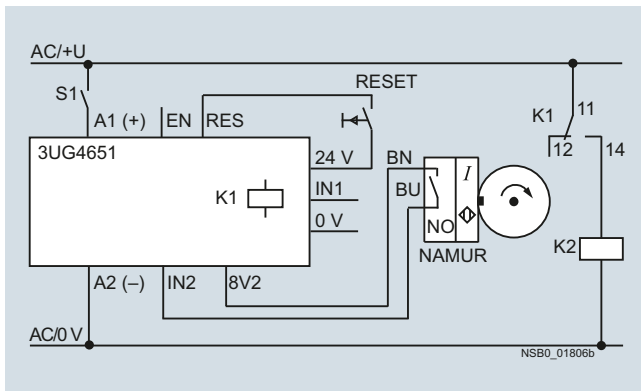 AC/+U
RESET
S1
A1 (+)
EN
RES
K1
11
12
14
3UG4651
24 V
BN
K1
IN1
BU
I
0 V
NO
NAMUR
K2
A2 (–)
IN2
8V2
AC/0 V
NSB0_01806b